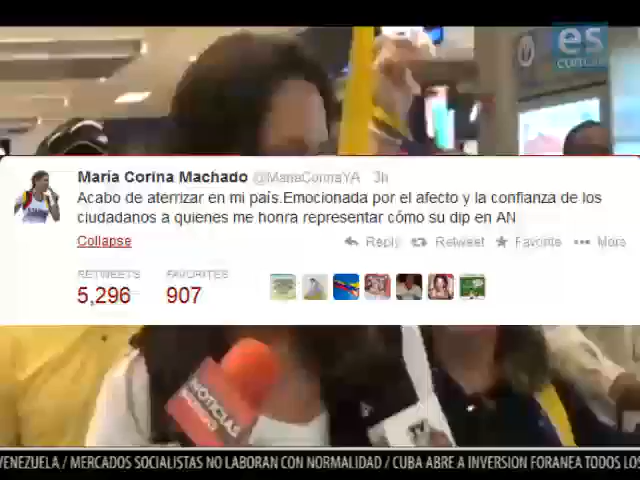 es
María Corina Machado @MariaCorinaYA 3h
Acabo de aterrizar en mi país.Emocionada por el afecto y la confianza de los
ciudadanos a quienes me honra representar cómo su dip en AN
Collapse
Reply Retweet Favorite More
RETWEETS FAVORITES
5,296 907
NOTICIAS
VENEZUELA / MERCADOS SOCIALISTAS NO LABORAN CON NORMALIDAD / CUBA ABRE A INVERSION FORANEA TODOS LOS